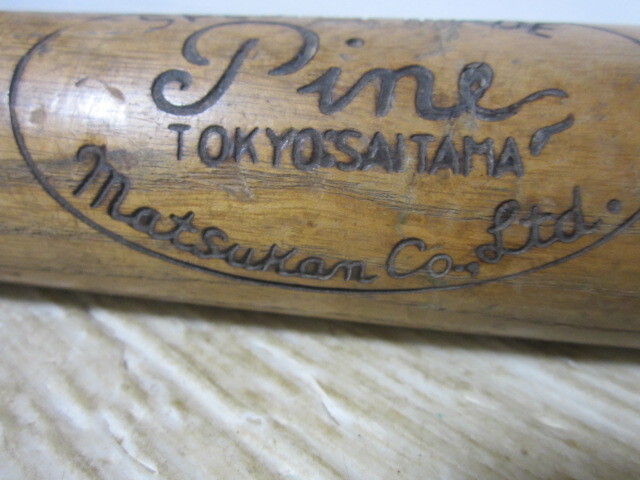 Pine
TOKYO.SAITAMA
Matsukan Co., Ltd.